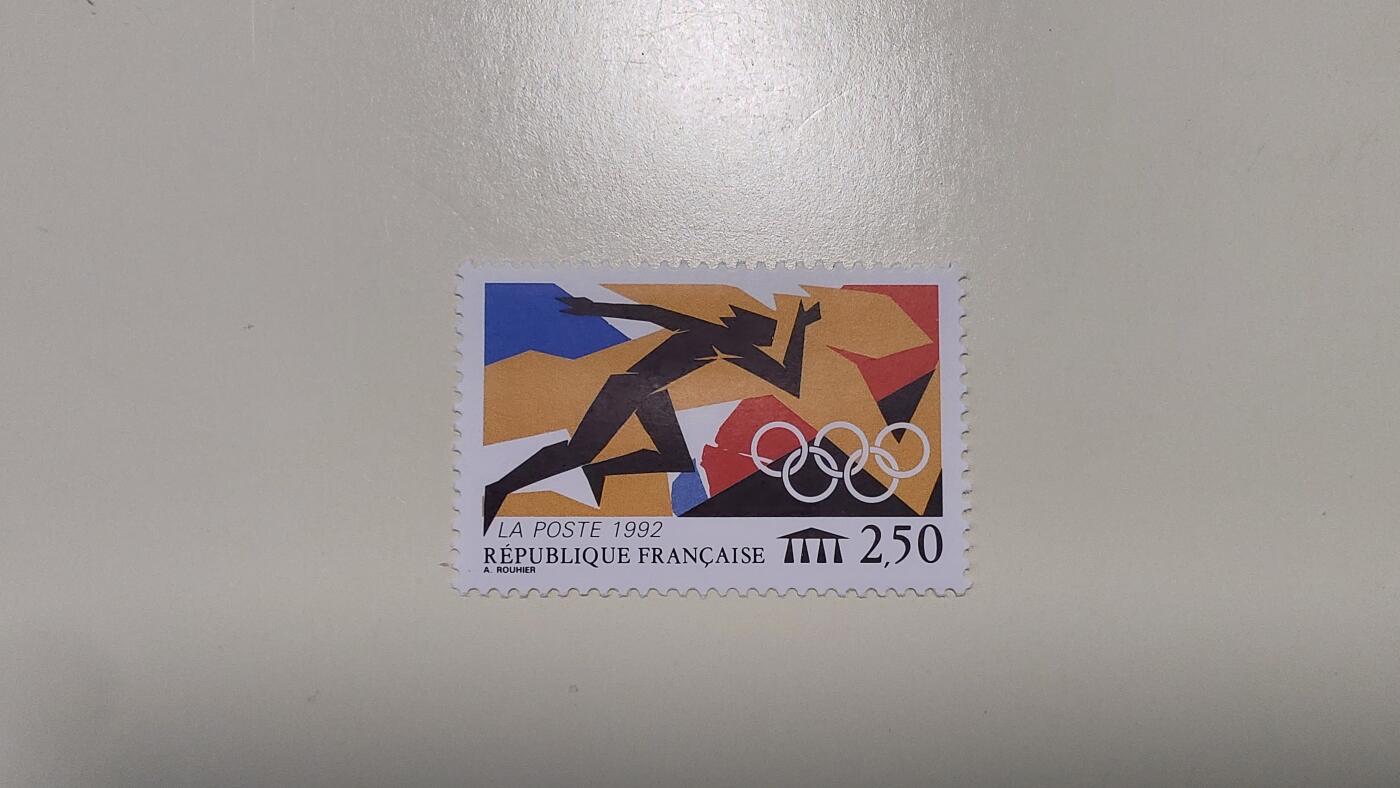 LA POSTE 1992
RÉPUBLIQUE FRANÇAISE
2,50
A. ROUHIER